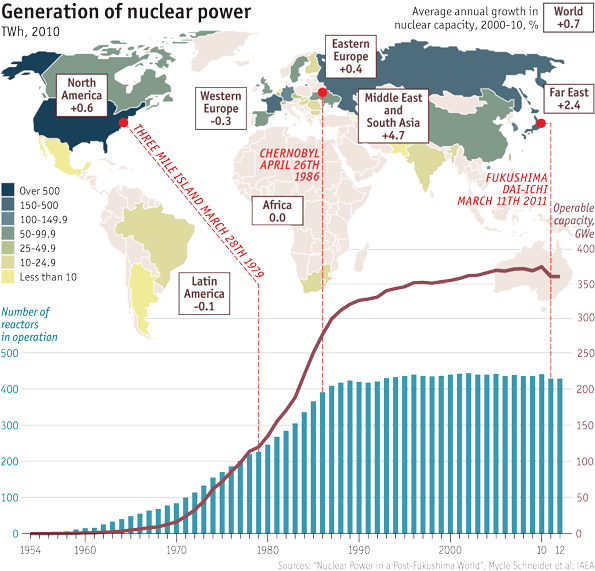 Generation of nuclear power
TWh, 2010
Average annual growth in
nuclear capacity, 2000-10, %
World
+0.7
North
America
+0.6
Western
Europe
-0.3
Eastern
Europe
+0.4
Middle East
and
South Asia
+4.7
Far East
+2.4
Africa
0.0
Latin
America
-0.1
THREE MILE ISLAND MARCH 28TH 1979
CHERNOBYL
APRIL 26TH
1986
FUKUSHIMA
DAI-ICHI
MARCH 11TH 2011
Over 500
150-500
100-149.9
50-99.9
25-49.9
10-24.9
Less than 10
Number of
reactors
in operation
500
400
300
200
100
0
Operable
capacity,
GWe
400
350
300
250
200
150
100
50
0
1954 1960 1970 1980 1990 2000 10 12
Sources: "Nuclear Power in a Post-Fukushima World", Mycle Schneider et al; IAEA